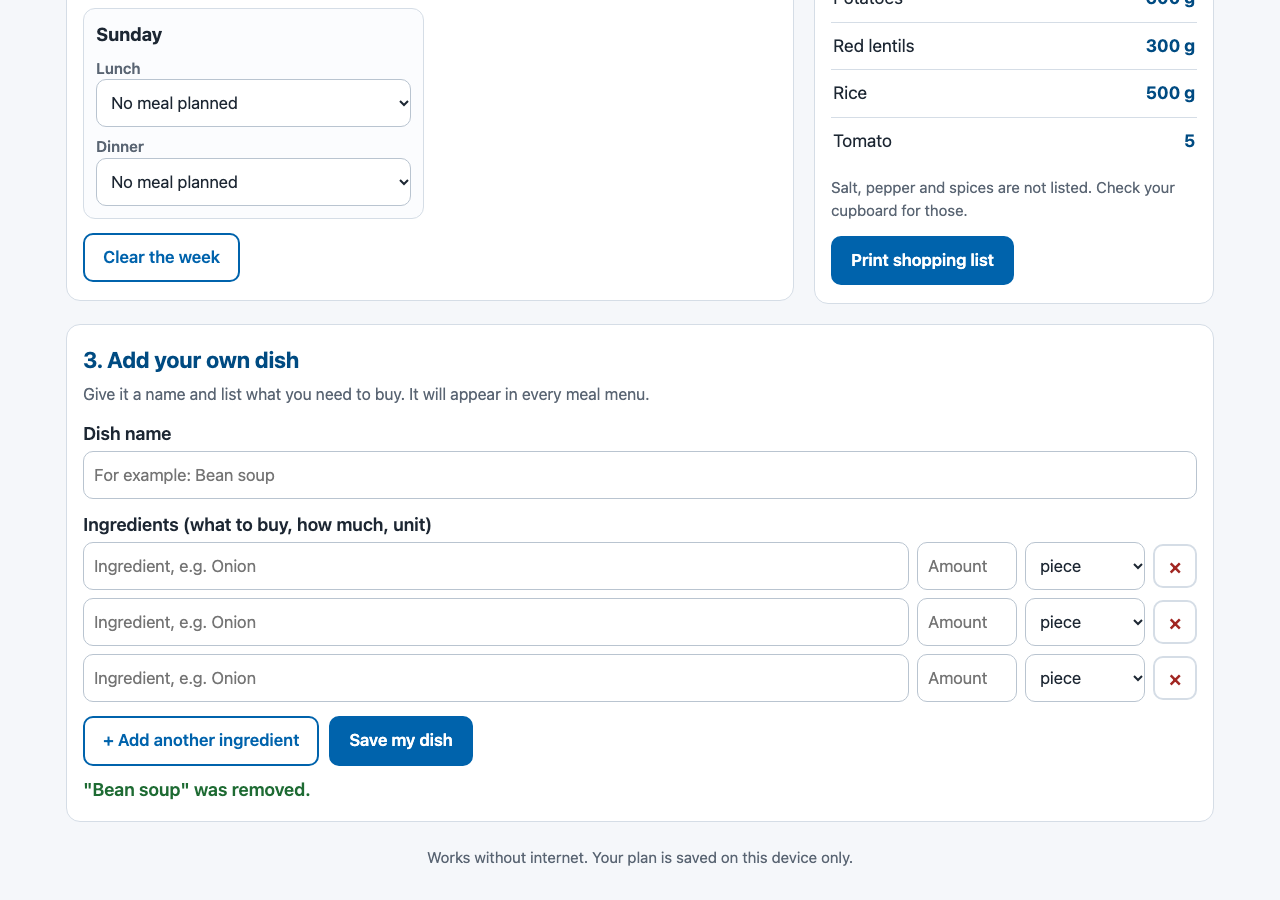 Sunday
Lunch
No meal planned
Dinner
No meal planned
Clear the week
Potatoes
Red lentils 300 g
Rice 500 g
Tomato 5
Salt, pepper and spices are not listed. Check your
cupboard for those.
Print shopping list
3. Add your own dish
Give it a name and list what you need to buy. It will appear in every meal menu.
Dish name
For example: Bean soup
Ingredients (what to buy, how much, unit)
Ingredient, e.g. Onion Amount piece ×
Ingredient, e.g. Onion Amount piece ×
Ingredient, e.g. Onion Amount piece ×
+ Add another ingredient Save my dish
"Bean soup" was removed.
Works without internet. Your plan is saved on this device only.